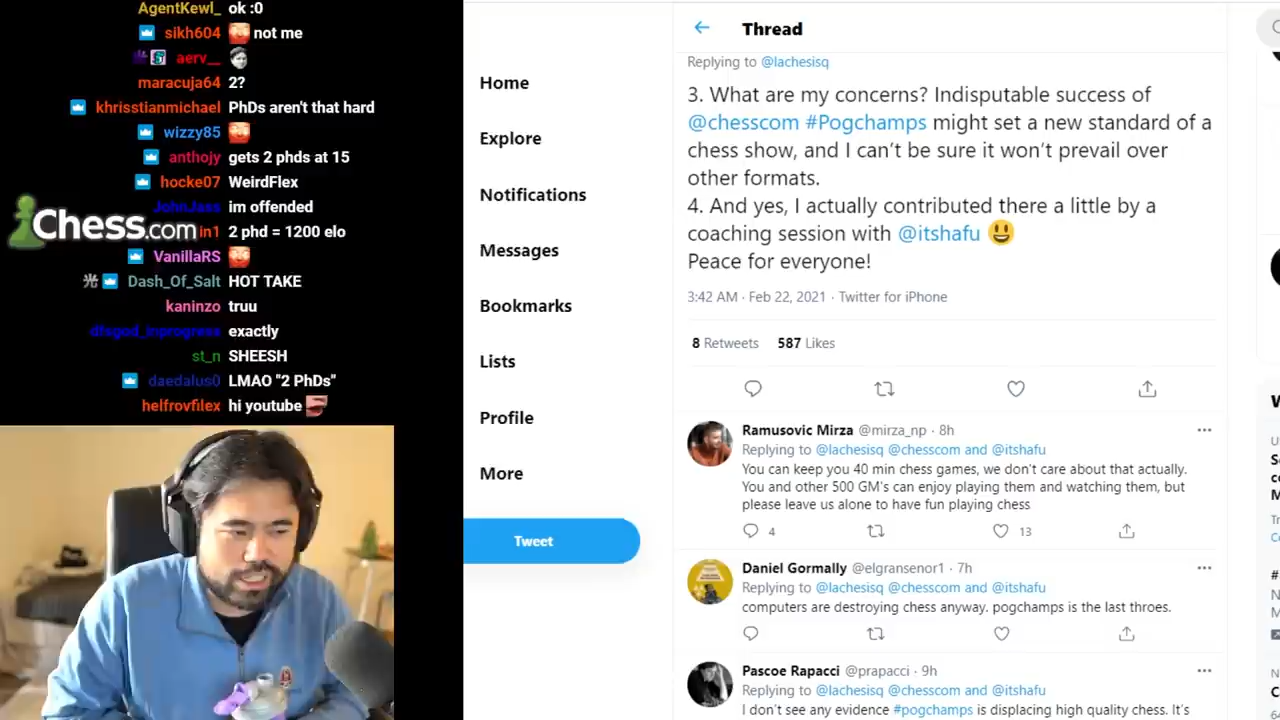 AgentKewl_ ok :0
sikh604 not me
aerv__
maracuja64 2?
khrisstianmichael PhDs aren't that hard
wizzy85
anthojy gets 2 phds at 15
hocke07 WeirdFlex
JohnJass im offended
in1 2 phd = 1200 elo
Chess.com
VanillaRS
光 Dash_Of_Salt HOT TAKE
kaninzo truu
dfsgod_inprogress exactly
st_n SHEESH
daedalus0 LMAO "2 PhDs"
helfrovfilex hi youtube
Home
Explore
Notifications
Messages
Bookmarks
Lists
Profile
More
Tweet
Thread
Replying to @lachesisq
3. What are my concerns? Indisputable success of
@chesscom #Pogchamps might set a new standard of a
chess show, and I can't be sure it won't prevail over
other formats.
4. And yes, I actually contributed there a little by a
coaching session with @itshafu 😃
Peace for everyone!
3:42 AM · Feb 22, 2021 · Twitter for iPhone
8 Retweets 587 Likes
Ramusovic Mirza @mirza_np · 8h
Replying to @lachesisq @chesscom and @itshafu
You can keep you 40 min chess games, we don't care about that actually.
You and other 500 GM's can enjoy playing them and watching them, but
please leave us alone to have fun playing chess
4 13
Daniel Gormally @elgransenor1 · 7h
Replying to @lachesisq @chesscom and @itshafu
computers are destroying chess anyway. pogchamps is the last throes.
Pascoe Rapacci @prapacci · 9h
Replying to @lachesisq @chesscom and @itshafu
I don't see any evidence #pogchamps is displacing high quality chess. It's